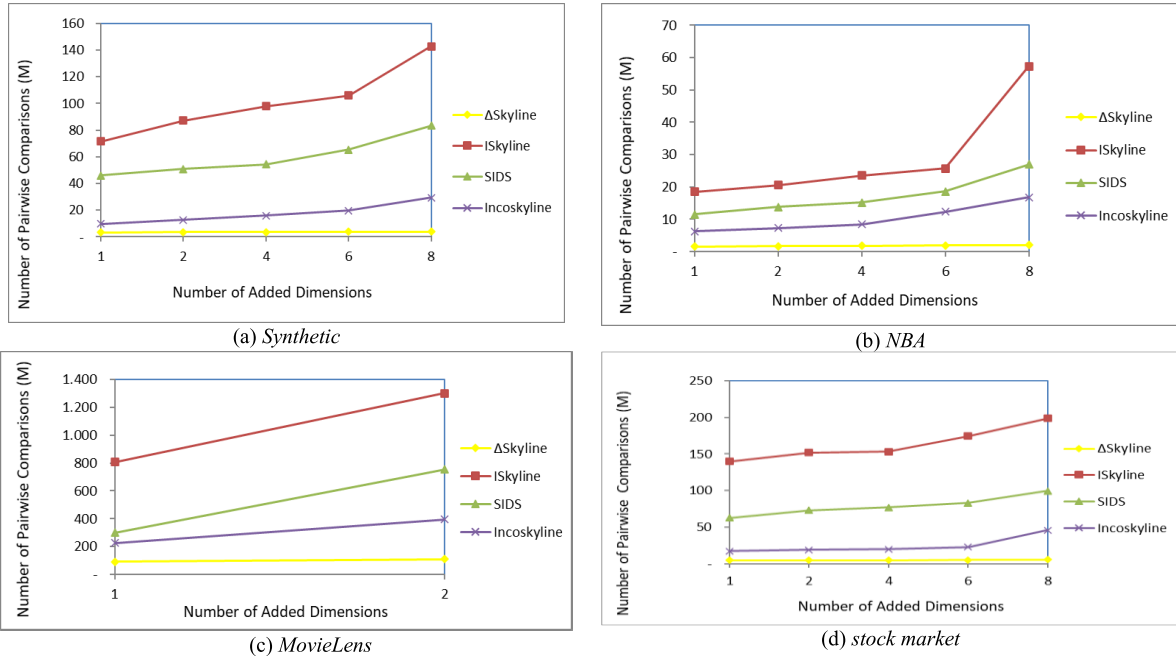 160
140
120
100
80
60
40
20
-
Number of Pairwise Comparisons (M)
1 2 4 6 8
Number of Added Dimensions
ΔSkyline
ISkyline
SIDS
Incoskyline
(a) Synthetic
70
60
50
40
30
20
10
-
Number of Pairwise Comparisons (M)
1 2 4 6 8
Number of Added Dimensions
ΔSkyline
ISkyline
SIDS
Incoskyline
(b) NBA
1.400
1.200
1.000
800
600
400
200
-
Number of Pairwise Comparisons (M)
1 2
Number of Added Dimensions
ΔSkyline
ISkyline
SIDS
Incoskyline
(c) MovieLens
250
200
150
100
50
-
Number of Pairwise Comparisons (M)
1 2 4 6 8
Number of Added Dimensions
ΔSkyline
ISkyline
SIDS
Incoskyline
(d) stock market